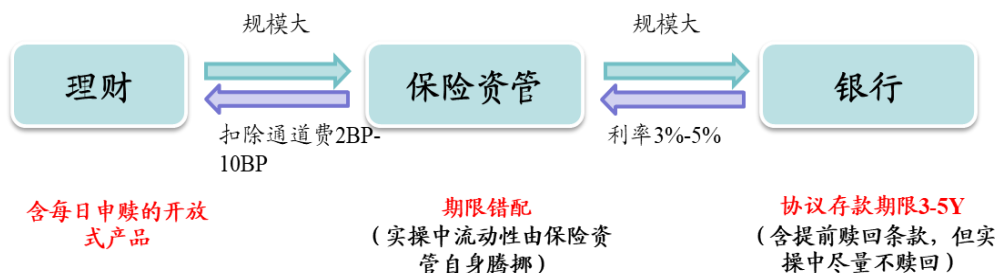 规模大
规模大
理财
保险资管
银行
扣除通道费2BP-
10BP
利率3%-5%
含每日申赎的开放
式产品
期限错配
（实操中流动性由保险资
管自身腾挪）
协议存款期限3-5Y
（含提前赎回条款，但实
操中尽量不赎回）